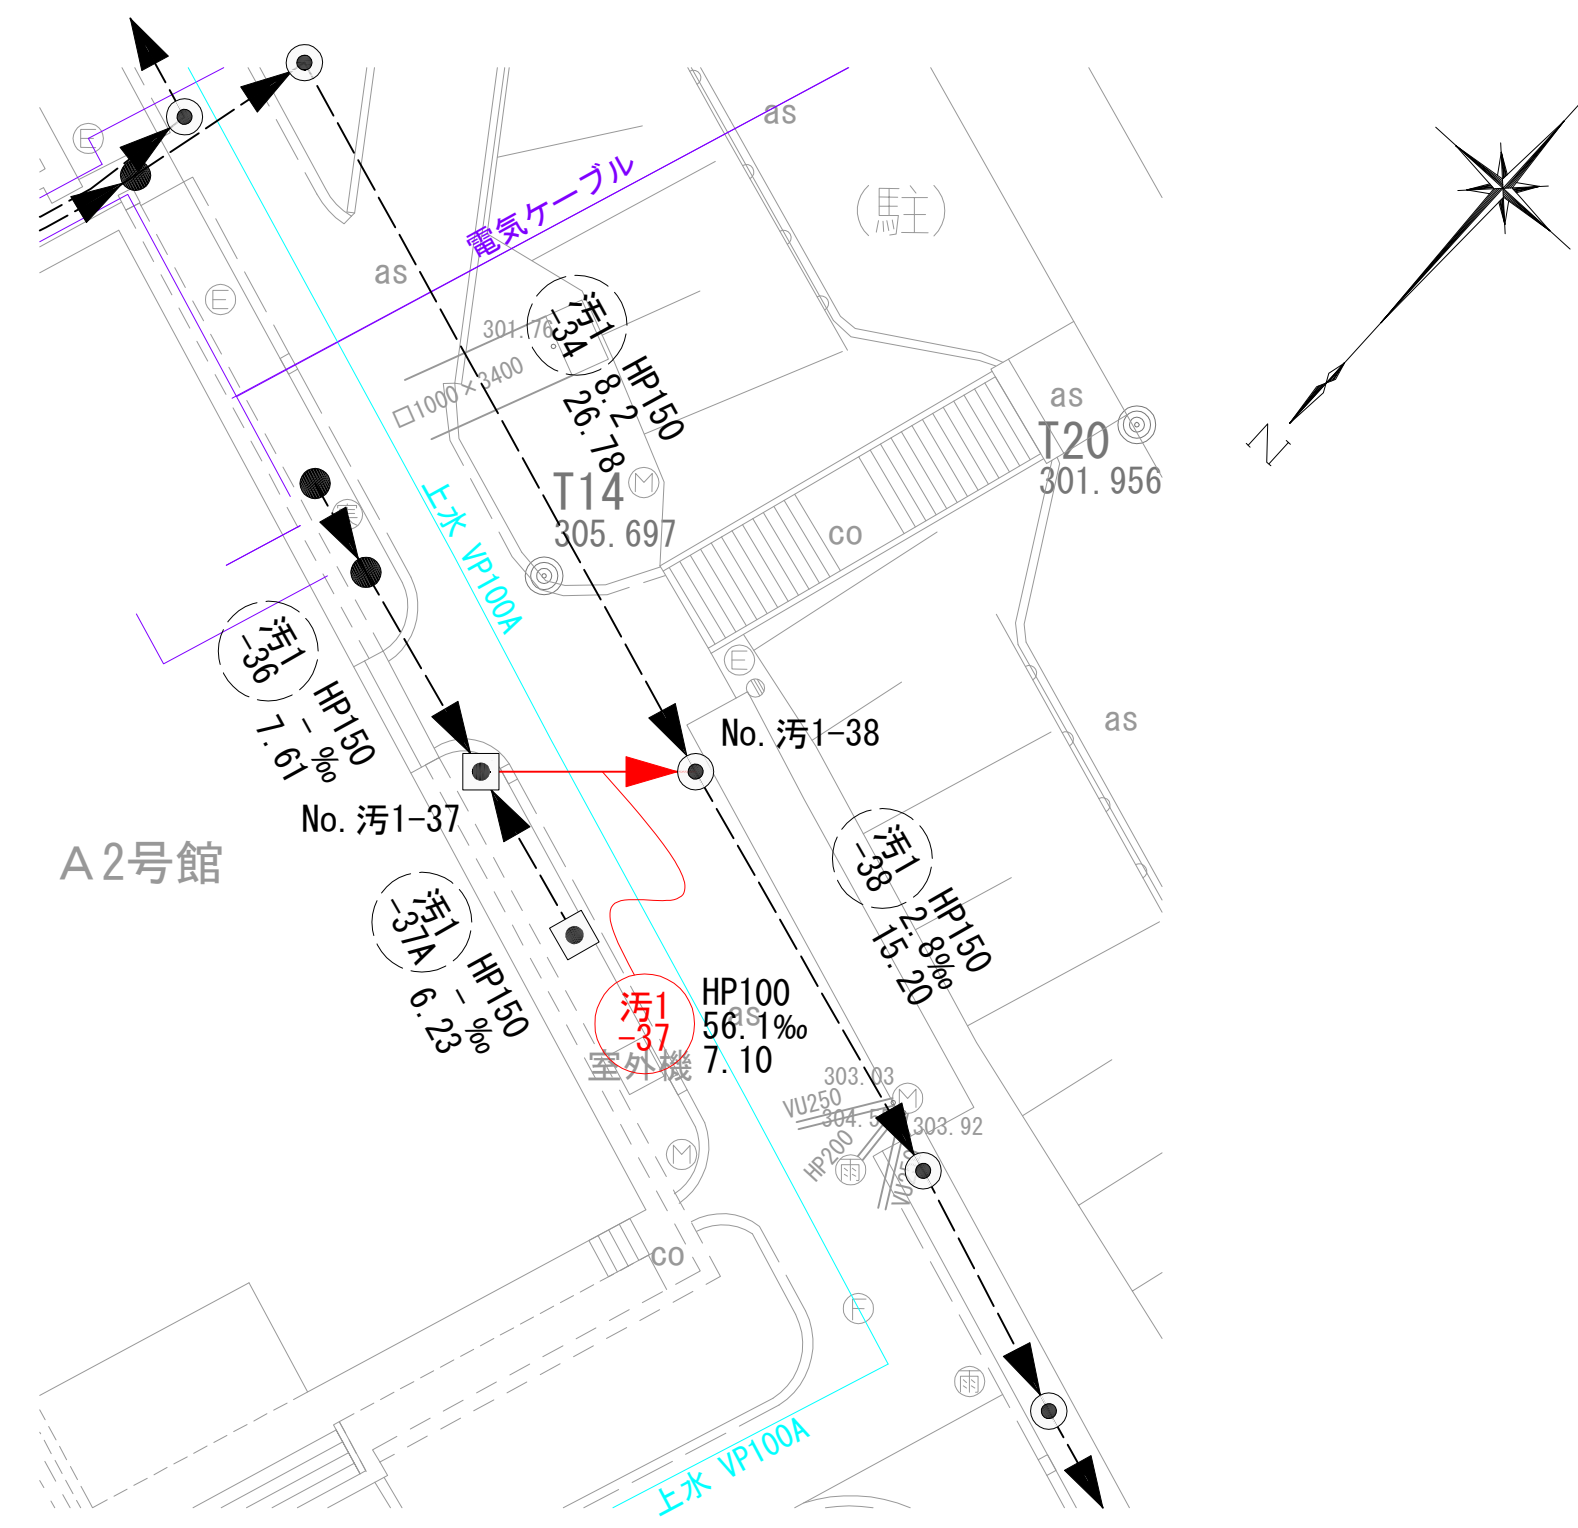 as
E
電気ケーブル
(駐)
as
E
汚1
-34
HP150
8.2
26.78
301.76
□1000×3400
as
T20
301.956
T14
305.697
M
上水 VP100A
co
汚1
-36
HP150
- ‰
7.61
E
as
No.汚1-38
No.汚1-37
A2号館
汚1
-37A
HP150
- ‰
6.23
汚1
-38
HP150
2.8‰
15.20
汚1
-37
HP100
56.1‰
7.10
as
室外機
303.03
VU250
M
303.92
HP200
雨
M
co
F
雨
上水 VP100A
N